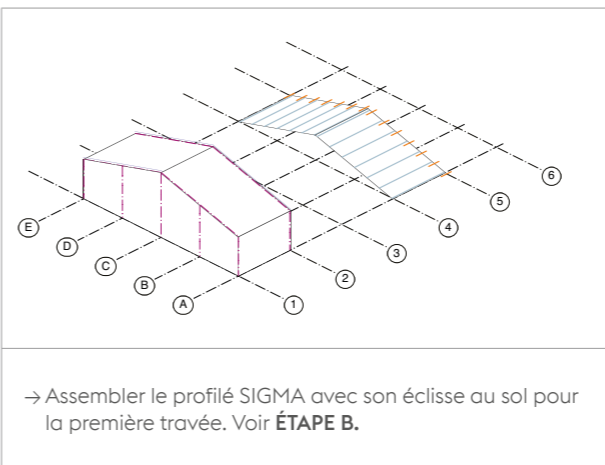 6
5
4
3
2
1
E
D
C
B
A
→ Assembler le profilé SIGMA avec son éclisse au sol pour
la première travée. Voir ÉTAPE B.